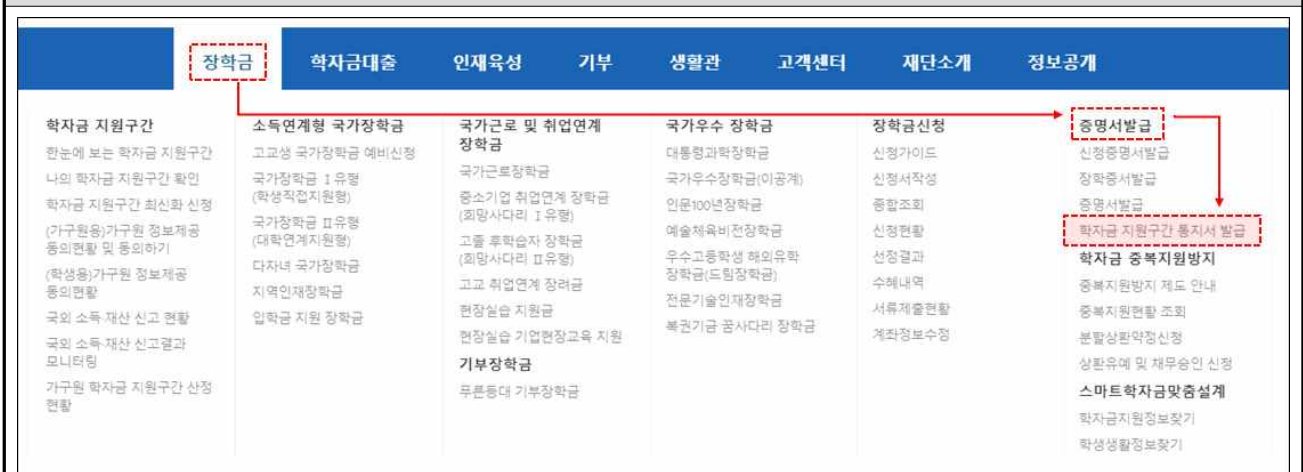 장학금 학자금대출 인재육성 기부 생활관 고객센터 재단소개 정보공개
학자금 지원구간
한눈에 보는 학자금 지원구간
나의 학자금 지원구간 확인
학자금 지원구간 최신화 신청
(가구원용)가구원 정보제공
동의현황 및 동의하기
(학생용)가구원 정보제공
동의현황
국외 소득·재산 신고 현황
국외 소득·재산 신고결과
모니터링
가구원 학자금 지원구간 산정
현황
소득연계형 국가장학금
고교생 국가장학금 예비신청
국가장학금 Ⅰ유형
(학생직접지원형)
국가장학금 Ⅱ유형
(대학연계지원형)
다자녀 국가장학금
지역인재장학금
입학금 지원 장학금
국가근로 및 취업연계
장학금
국가근로장학금
중소기업 취업연계 장학금
(희망사다리 Ⅰ유형)
고졸 후학습자 장학금
(희망사다리 Ⅱ유형)
고교 취업연계 장려금
현장실습 지원금
현장실습 기업현장교육 지원
기부장학금
푸른등대 기부장학금
국가우수 장학금
대통령과학장학금
국가우수장학금(이공계)
인문100년장학금
예술체육비전장학금
우수고등학생 해외유학
장학금(드림장학금)
전문기술인재장학금
복권기금 꿈사다리 장학금
장학금신청
신청가이드
신청서작성
종합조회
신청현황
선정결과
수혜내역
서류제출현황
계좌정보수정
증명서발급
신청증명서발급
장학증서발급
증명서발급
학자금 지원구간 통지서 발급
학자금 중복지원방지
중복지원방지 제도 안내
중복지원현황 조회
분할상환약정신청
상환유예 및 채무승인 신청
스마트학자금맞춤설계
학자금지원정보찾기
학생생활정보찾기